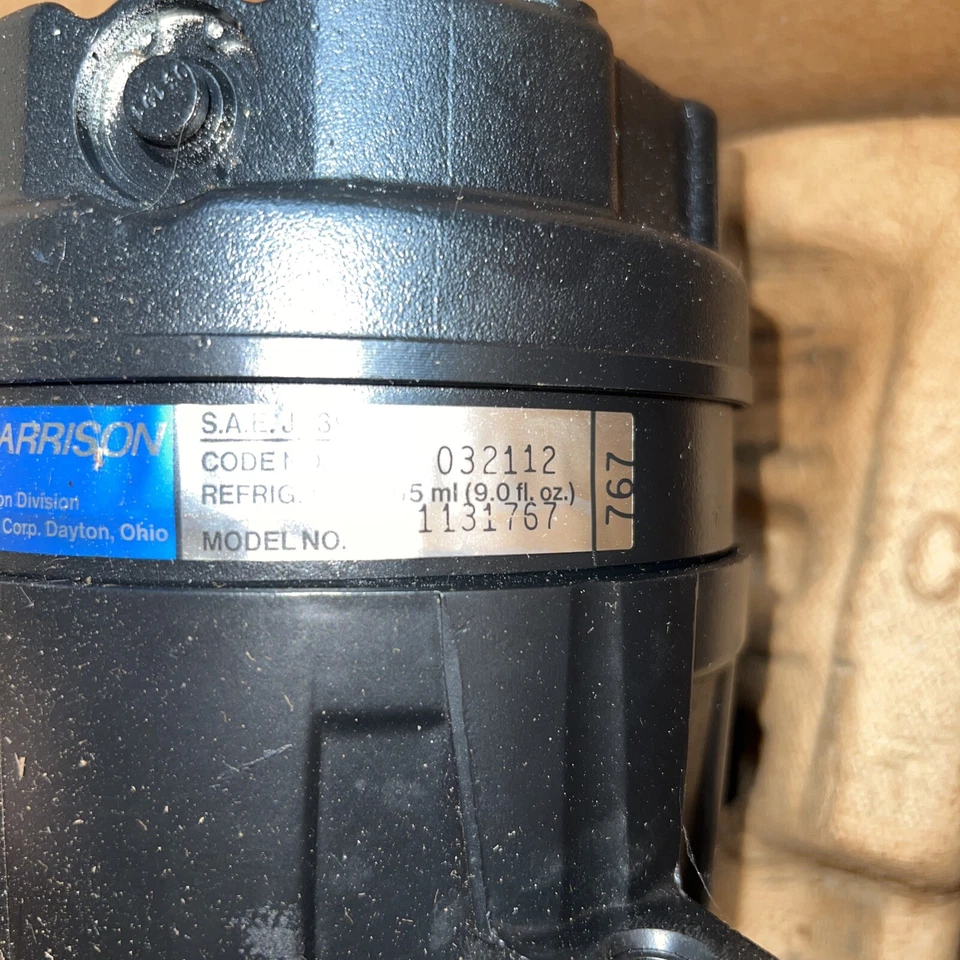 ARRISON
on Division
Corp. Dayton, Ohio
S.A.E.
CODE NO. 032112
REFRIG. 5 ml (9.0 fl. oz.)
MODEL NO. 1131767
767